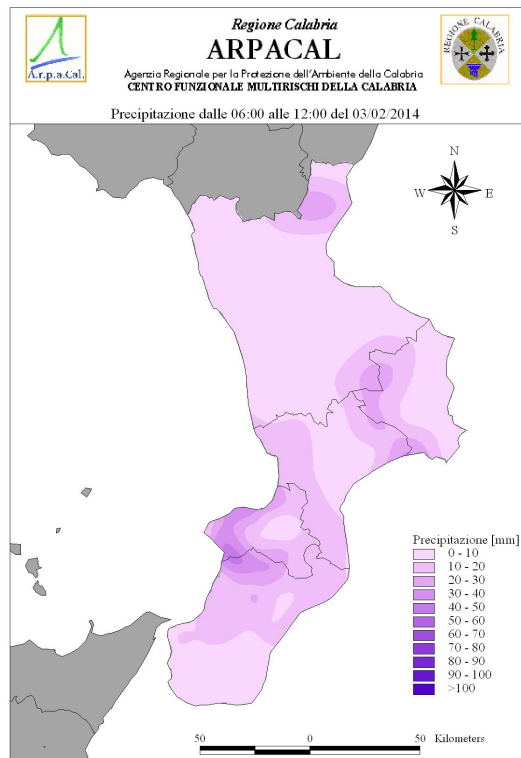 Regione Calabria
ARPACAL
Agenzia Regionale per la Protezione dell'Ambiente della Calabria
CENTRO FUNZIONALE MULTIRISCHI DELLA CALABRIA
A.r.p.a.Cal.
REGIONE CALABRIA
Precipitazione dalle 06:00 alle 12:00 del 03/02/2014
N
W E
S
Precipitazione [mm]
0 - 10
10 - 20
20 - 30
30 - 40
40 - 50
50 - 60
60 - 70
70 - 80
80 - 90
90 - 100
>100
50 0 50 Kilometers